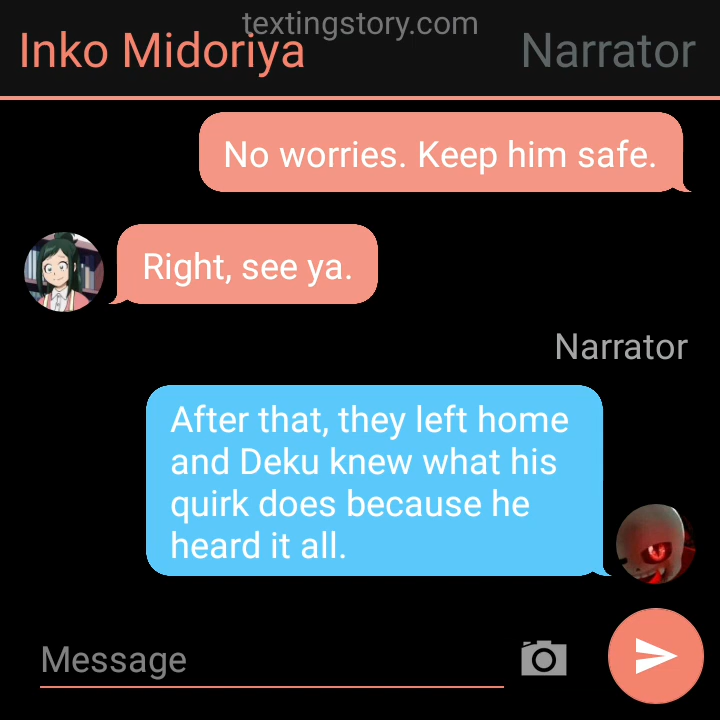 textingstory.com
Inko Midoriya
Narrator
No worries. Keep him safe.
Right, see ya.
Narrator
After that, they left home
and Deku knew what his
quirk does because he
heard it all.
Message